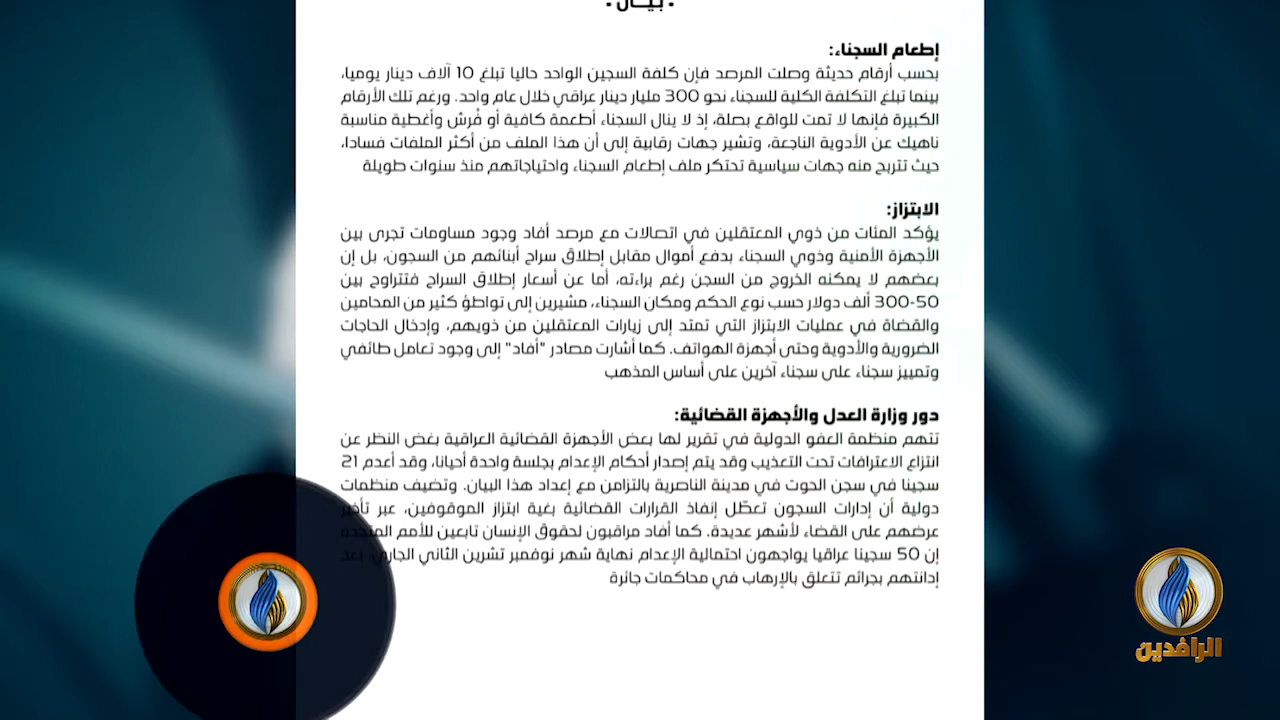 • بيـــان •
إطعام السجناء:
بحسب أرقام حديثة وصلت المرصد فإن كلفة السجين الواحد حاليا تبلغ 10 آلاف دينار يوميا،
بينما تبلغ التكلفة الكلية للسجناء نحو 300 مليار دينار عراقي خلال عام واحد. ورغم تلك الأرقام
الكبيرة فإنها لا تمت للواقع بصلة، إذ لا ينال السجناء أطعمة كافية أو فُرش وأغطية مناسبة
ناهيك عن الأدوية الناجعة، وتشير جهات رقابية إلى أن هذا الملف من أكثر الملفات فسادا،
حيث تتربح منه جهات سياسية تحتكر ملف إطعام السجناء واحتياجاتهم منذ سنوات طويلة
الابتزاز:
يؤكد المئات من ذوي المعتقلين في اتصالات مع مرصد أفاد وجود مساومات تجرى بين
الأجهزة الأمنية وذوي السجناء بدفع أموال مقابل إطلاق سراح أبنائهم من السجون، بل إن
بعضهم لا يمكنه الخروج من السجن رغم براءته، أما عن أسعار إطلاق السراح فتتراوح بين
50-300 ألف دولار حسب نوع الحكم ومكان السجناء، مشيرين إلى تواطؤ كثير من المحامين
والقضاة في عمليات الابتزاز التي تمتد إلى زيارات المعتقلين من ذويهم، وإدخال الحاجات
الضرورية والأدوية وحتى أجهزة الهواتف. كما أشارت مصادر "أفاد" إلى وجود تعامل طائفي
وتمييز سجناء على سجناء آخرين على أساس المذهب
دور وزارة العدل والأجهزة القضائية:
تتهم منظمة العفو الدولية في تقرير لها بعض الأجهزة القضائية العراقية بغض النظر عن
انتزاع الاعترافات تحت التعذيب وقد يتم إصدار أحكام الإعدام بجلسة واحدة أحيانا، وقد أعدم 21
سجينا في سجن الحوت في مدينة الناصرية بالتزامن مع إعداد هذا البيان. وتضيف منظمات
دولية أن إدارات السجون تعطّل إنفاذ القرارات القضائية بغية ابتزاز الموقوفين، عبر تأخير
عرضهم على القضاء لأشهر عديدة. كما أفاد مراقبون لحقوق الإنسان تابعين للأمم المتحدة
إن 50 سجينا عراقيا يواجهون احتمالية الإعدام نهاية شهر نوفمبر تشرين الثاني الجاري، بعد
إدانتهم بجرائم تتعلق بالإرهاب في محاكمات جائرة
الرافدين